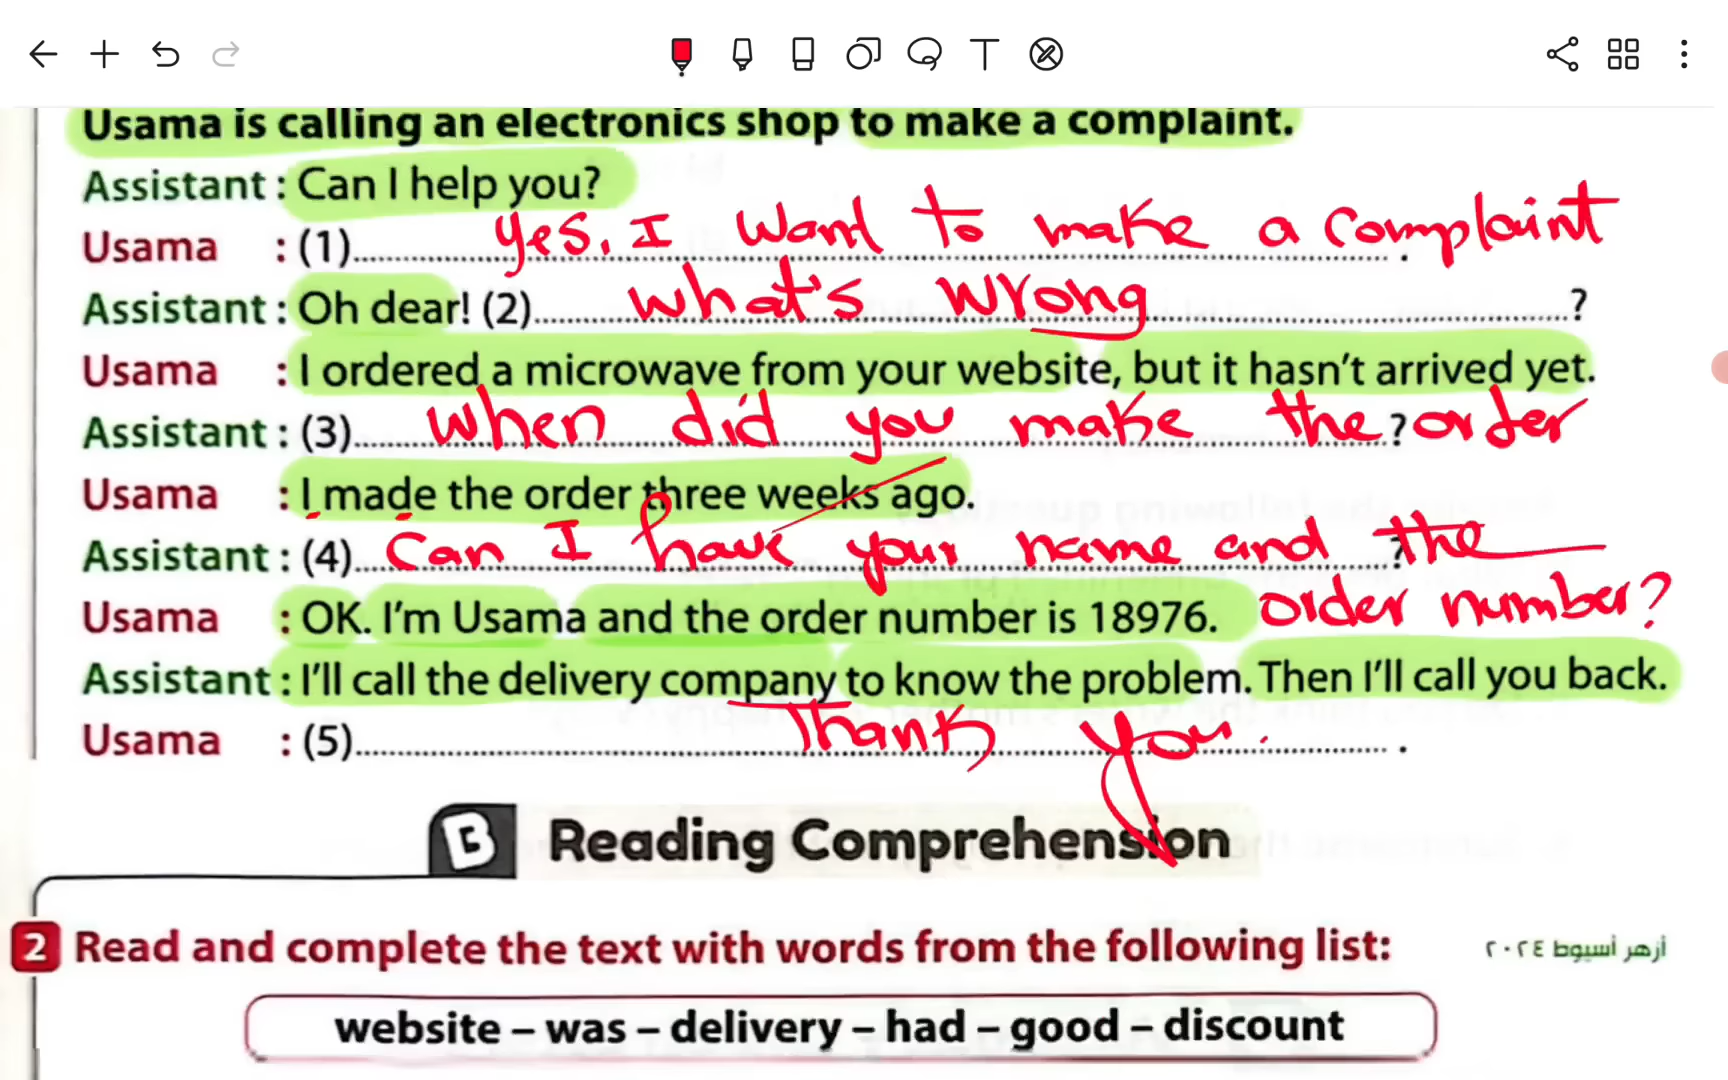 Usama is calling an electronics shop to make a complaint.
Assistant : Can I help you?
Usama : (1) yes. I want to make a complaint .
Assistant : Oh dear! (2) what's wrong ?
Usama : I ordered a microwave from your website, but it hasn't arrived yet.
Assistant : (3) when did you make the ? order
Usama : I made the order three weeks ago.
Assistant : (4) can I have your name and the ?
order number?
Usama : OK. I'm Usama and the order number is 18976.
Assistant : I'll call the delivery company to know the problem. Then I'll call you back.
Usama : (5) Thank you. .
B Reading Comprehension
2 Read and complete the text with words from the following list: أزهر أسيوط ٢٠٢٤
website – was – delivery – had – good – discount